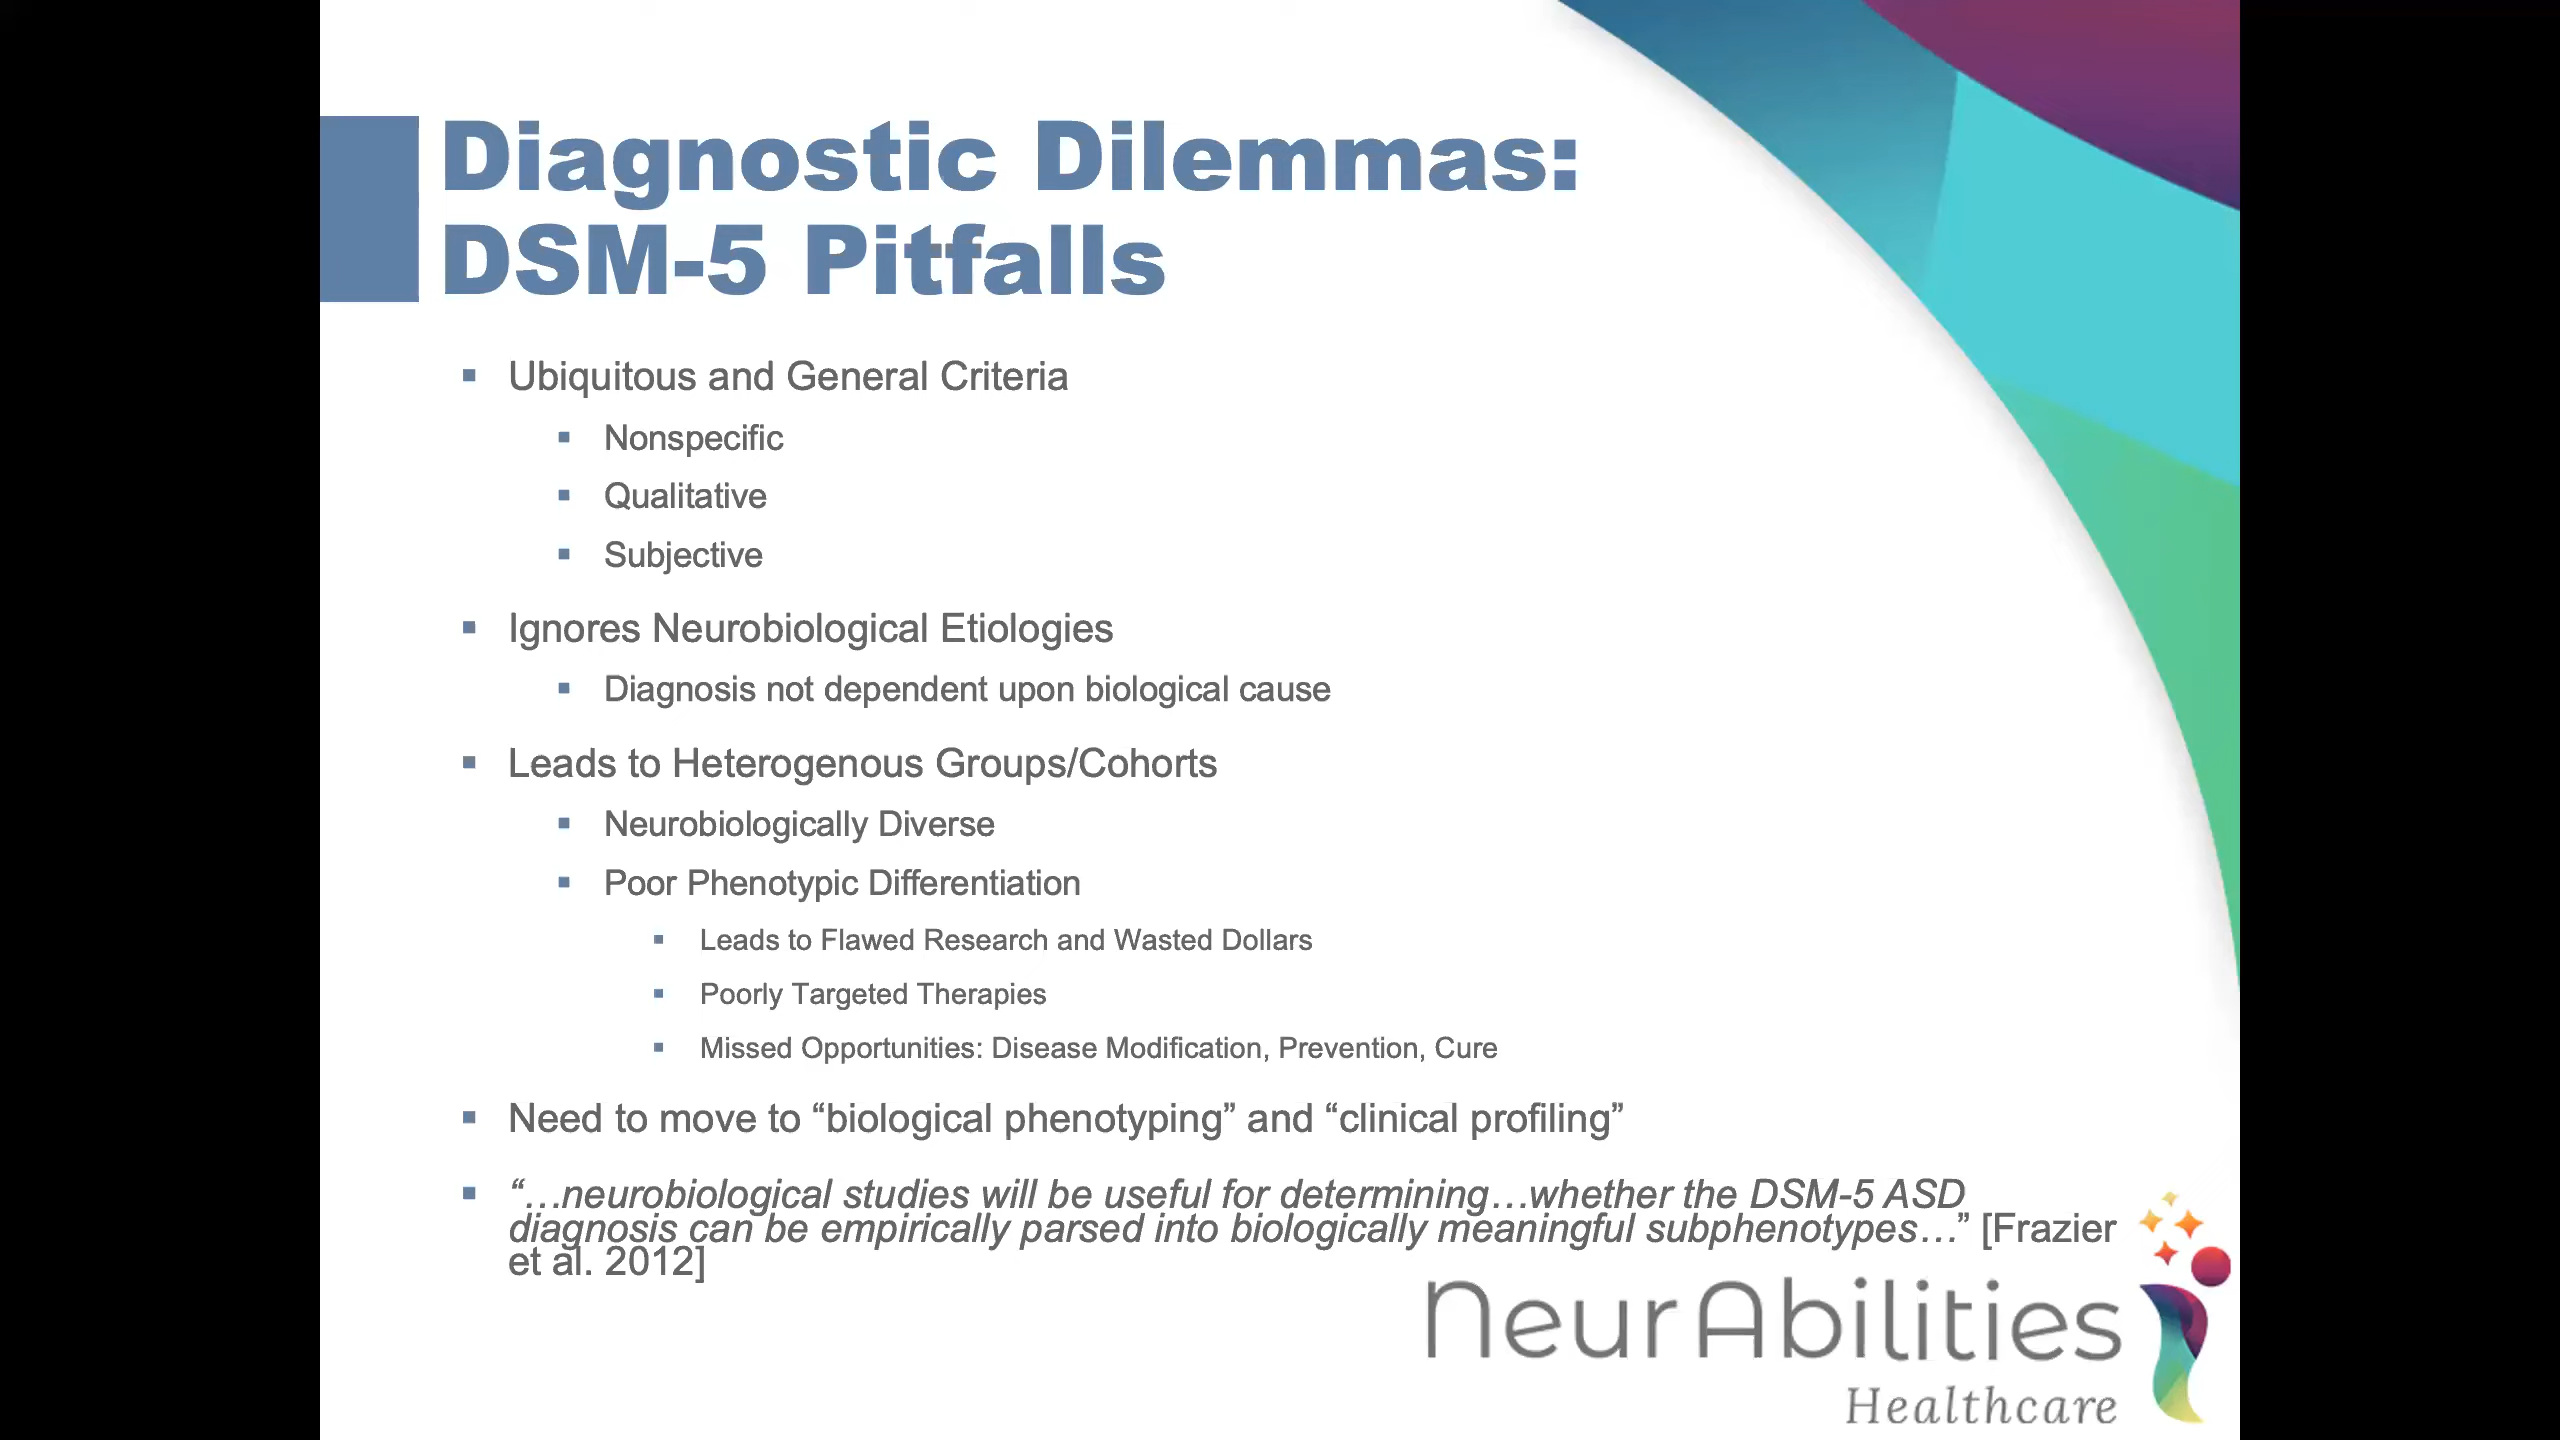 Diagnostic Dilemmas:
DSM-5 Pitfalls
Ubiquitous and General Criteria
Nonspecific
Qualitative
Subjective
Ignores Neurobiological Etiologies
Diagnosis not dependent upon biological cause
Leads to Heterogenous Groups/Cohorts
Neurobiologically Diverse
Poor Phenotypic Differentiation
Leads to Flawed Research and Wasted Dollars
Poorly Targeted Therapies
Missed Opportunities: Disease Modification, Prevention, Cure
Need to move to “biological phenotyping” and “clinical profiling”
“…neurobiological studies will be useful for determining…whether the DSM-5 ASD
diagnosis can be empirically parsed into biologically meaningful subphenotypes…” [Frazier
et al. 2012]
NeurAbilities
Healthcare